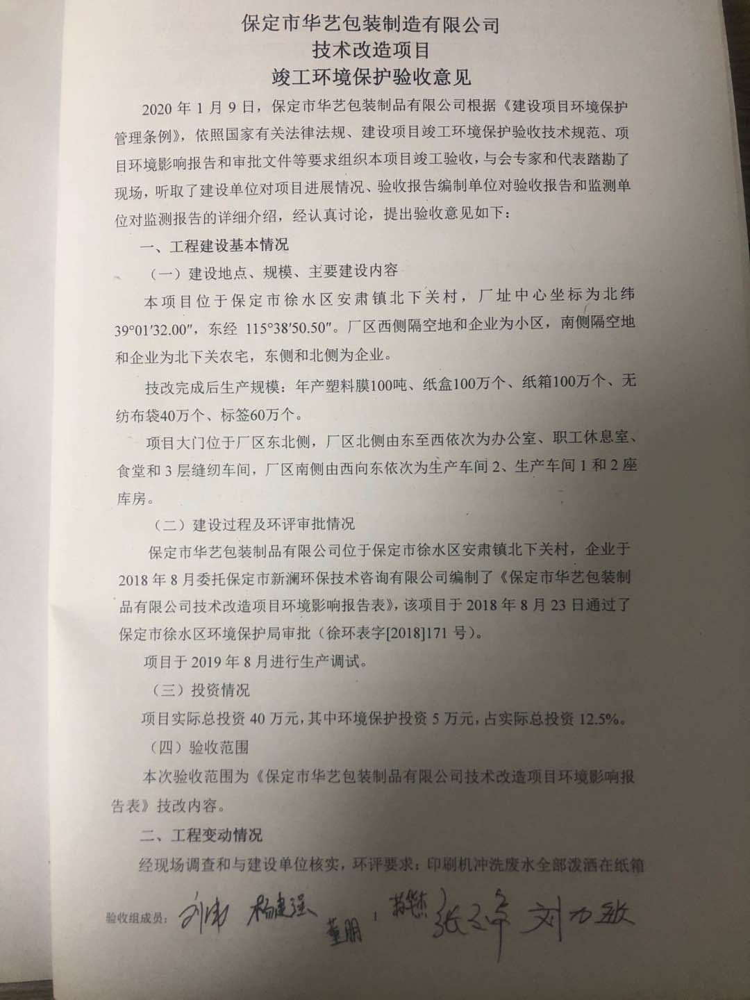 保定市华艺包装制造有限公司
技术改造项目
竣工环境保护验收意见
2020 年 1 月 9 日，保定市华艺包装制品有限公司根据《建设项目环境保护
管理条例》，依照国家有关法律法规、建设项目竣工环境保护验收技术规范、项
目环境影响报告和审批文件等要求组织本项目竣工验收，与会专家和代表踏勘了
现场，听取了建设单位对项目进展情况、验收报告编制单位对验收报告和监测单
位对监测报告的详细介绍，经认真讨论，提出验收意见如下：
一、工程建设基本情况
（一）建设地点、规模、主要建设内容
本项目位于保定市徐水区安肃镇北下关村，厂址中心坐标为北纬
39°01′32.00″，东经 115°38′50.50″。厂区西侧隔空地和企业为小区，南侧隔空地
和企业为北下关农宅，东侧和北侧为企业。
技改完成后生产规模：年产塑料膜100吨、纸盒100万个、纸箱100万个、无
纺布袋40万个、标签60万个。
项目大门位于厂区东北侧，厂区北侧由东至西依次为办公室、职工休息室、
食堂和 3 层缝纫车间，厂区南侧由西向东依次为生产车间 2、生产车间 1 和 2 座
库房。
（二）建设过程及环评审批情况
保定市华艺包装制品有限公司位于保定市徐水区安肃镇北下关村，企业于
2018 年 8 月委托保定市新澜环保技术咨询有限公司编制了《保定市华艺包装制
品有限公司技术改造项目环境影响报告表》，该项目于 2018 年 8 月 23 日通过了
保定市徐水区环境保护局审批（徐环表字[2018]171 号）。
项目于 2019 年 8 月进行生产调试。
（三）投资情况
项目实际总投资 40 万元，其中环境保护投资 5 万元，占实际总投资 12.5%。
（四）验收范围
本次验收范围为《保定市华艺包装制品有限公司技术改造项目环境影响报
告表》技改内容。
二、工程变动情况
经现场调查和与建设单位核实，环评要求：印刷机冲洗废水全部泼洒在纸箱
验收组成员： 杨建强 董朋 刘力敏